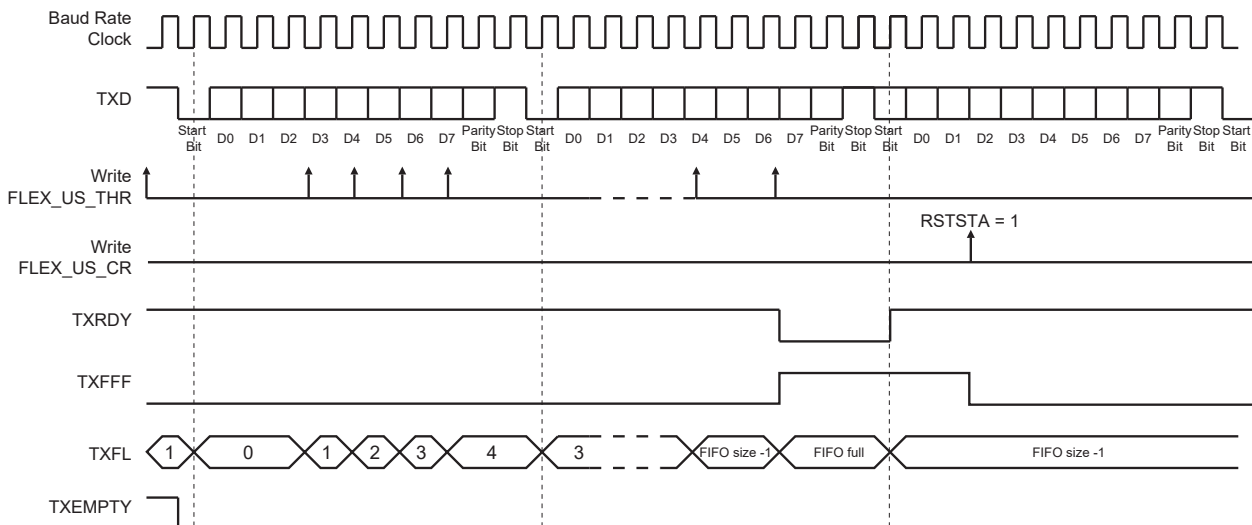 Baud Rate
Clock
TXD
Start
Bit D0 D1 D2 D3 D4 D5 D6 D7 Parity
Bit Stop
Bit Start
Bit D0 D1 D2 D3 D4 D5 D6 D7 Parity
Bit Stop
Bit Start
Bit D0 D1 D2 D3 D4 D5 D6 D7 Parity
Bit Stop
Bit Start
Bit
Write
FLEX_US_THR
RSTSTA = 1
Write
FLEX_US_CR
TXRDY
TXFFF
TXFL 1 0 1 2 3 4 3 FIFO size -1 FIFO full FIFO size -1
TXEMPTY